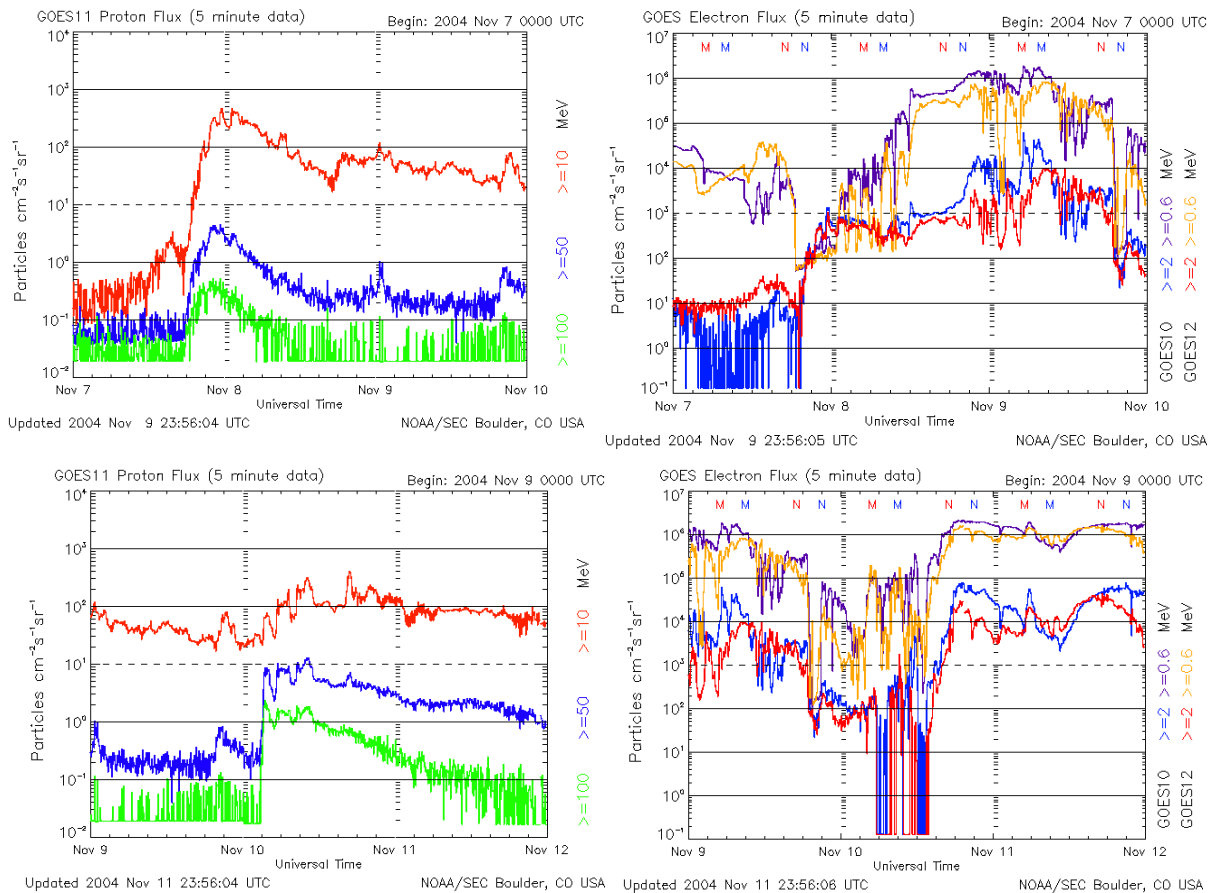 GOES11 Proton Flux (5 minute data)
Begin: 2004 Nov 7 0000 UTC
10⁴
10³
10²
10¹
10⁰
10⁻¹
10⁻²
Particles cm⁻²s⁻¹sr⁻¹
>=10 MeV
>=50
>=100
Nov 7 Nov 8 Nov 9 Nov 10
Universal Time
Updated 2004 Nov 9 23:56:04 UTC
NOAA/SEC Boulder, CO USA
GOES Electron Flux (5 minute data)
Begin: 2004 Nov 7 0000 UTC
M M N N M M N N M M N N
10⁷
10⁶
10⁶
10⁴
10³
10²
10¹
10⁰
10⁻¹
Particles cm⁻²s⁻¹sr⁻¹
GOES10 >=2 >=0.6 MeV
GOES12 >=2 >=0.6 MeV
Nov 7 Nov 8 Nov 9 Nov 10
Universal Time
Updated 2004 Nov 9 23:56:05 UTC
NOAA/SEC Boulder, CO USA
GOES11 Proton Flux (5 minute data)
Begin: 2004 Nov 9 0000 UTC
10⁴
10³
10²
10¹
10⁰
10⁻¹
10⁻²
Particles cm⁻²s⁻¹sr⁻¹
>=10 MeV
>=50
>=100
Nov 9 Nov 10 Nov 11 Nov 12
Universal Time
Updated 2004 Nov 11 23:56:04 UTC
NOAA/SEC Boulder, CO USA
GOES Electron Flux (5 minute data)
Begin: 2004 Nov 9 0000 UTC
M M N N M M N N M M N N
10⁷
10⁶
10⁶
10⁴
10³
10²
10¹
10⁰
10⁻¹
Particles cm⁻²s⁻¹sr⁻¹
GOES10 >=2 >=0.6 MeV
GOES12 >=2 >=0.6 MeV
Nov 9 Nov 10 Nov 11 Nov 12
Universal Time
Updated 2004 Nov 11 23:56:06 UTC
NOAA/SEC Boulder, CO USA